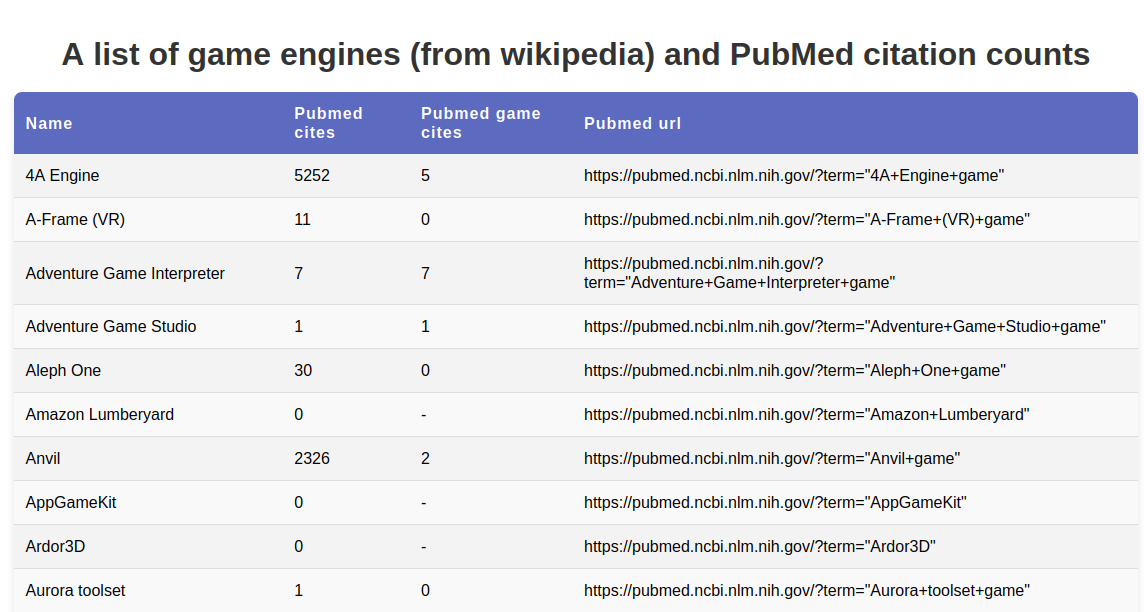 A list of game engines (from wikipedia) and PubMed citation counts
Name Pubmed cites Pubmed game cites Pubmed url
4A Engine 5252 5 https://pubmed.ncbi.nlm.nih.gov/?term="4A+Engine+game"
A-Frame (VR) 11 0 https://pubmed.ncbi.nlm.nih.gov/?term="A-Frame+(VR)+game"
Adventure Game Interpreter 7 7 https://pubmed.ncbi.nlm.nih.gov/?
term="Adventure+Game+Interpreter+game"
Adventure Game Studio 1 1 https://pubmed.ncbi.nlm.nih.gov/?term="Adventure+Game+Studio+game"
Aleph One 30 0 https://pubmed.ncbi.nlm.nih.gov/?term="Aleph+One+game"
Amazon Lumberyard 0 - https://pubmed.ncbi.nlm.nih.gov/?term="Amazon+Lumberyard"
Anvil 2326 2 https://pubmed.ncbi.nlm.nih.gov/?term="Anvil+game"
AppGameKit 0 - https://pubmed.ncbi.nlm.nih.gov/?term="AppGameKit"
Ardor3D 0 - https://pubmed.ncbi.nlm.nih.gov/?term="Ardor3D"
Aurora toolset 1 0 https://pubmed.ncbi.nlm.nih.gov/?term="Aurora+toolset+game"